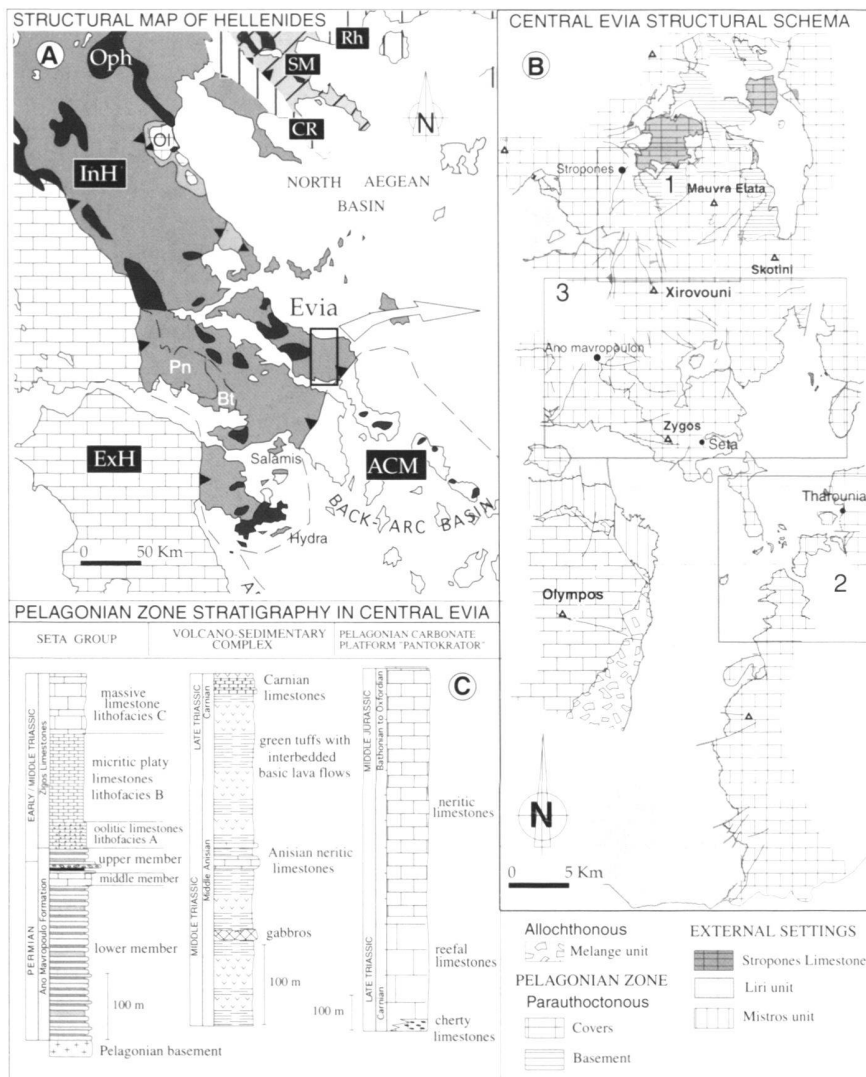 STRUCTURAL MAP OF HELLENIDES
A
Oph
Rh
SM
CR
Ol
InH
N
NORTH AEGEAN
BASIN
Evia
Pn
Bt
ExH
Salamis
ACM
BACK-ARC BASIN
Hydra
0 50 Km
CENTRAL EVIA STRUCTURAL SCHEMA
B
Stropones
1
Mauvra Elata
Skotini
3
Xirovouni
Ano mavropoulon
Zygos
Seta
Tharounia
2
Olympos
N
0 5 Km
Allochthonous
Melange unit
PELAGONIAN ZONE
Parauthoctonous
Covers
Basement
EXTERNAL SETTINGS
Stropones Limestone
Liri unit
Mistros unit
PELAGONIAN ZONE STRATIGRAPHY IN CENTRAL EVIA
SETA GROUP
VOLCANO-SEDIMENTARY
COMPLEX
PELAGONIAN CARBONATE
PLATFORM "PANTOKRATOR"
C
EARLY / MIDDLE TRIASSIC
Zigos Limestones
PERMIAN
Ano Mavropoulo Formation
massive
limestone
lithofacies C
micritic platy
limestones
lithofacies B
oolitic limestones
lithofacies A
upper member
middle member
lower member
100 m
Pelagonian basement
LATE TRIASSIC
Carnian
MIDDLE TRIASSIC
Middle Anisian
Carnian
limestones
green tuffs with
interbedded
basic lava flows
Anisian neritic
limestones
gabbros
100 m
MIDDLE JURASSIC
Bathonian to Oxfordian
LATE TRIASSIC
Carnian
neritic
limestones
reefal
limestones
cherty
limestones
100 m